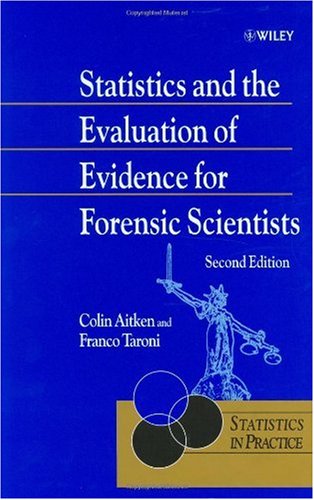 WILEY
Statistics and the
Evaluation of
Evidence for
Forensic Scientists
Second Edition
Colin Aitken and
Franco Taroni
STATISTICS
IN PRACTICE